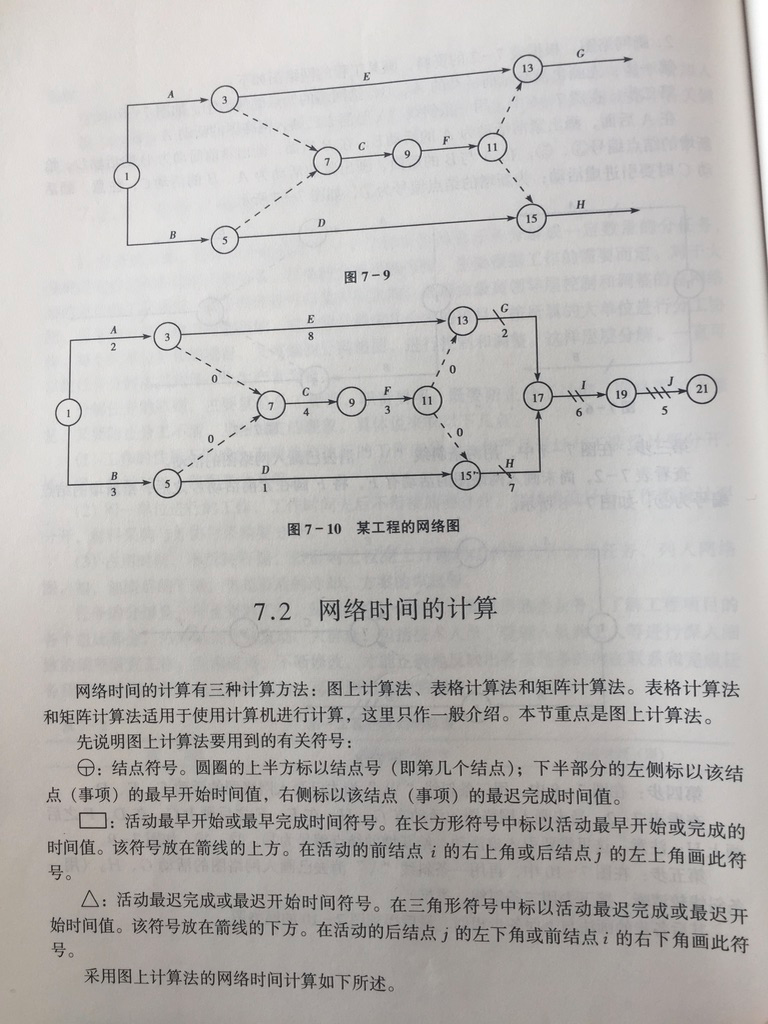 G
E
13
A
3
C
F
11
9
7
1
D
15
H
B
5
图7-9
G
2
E
8
13
A
2
3
0
0
C
4
F
3
7
9
11
17
I
6
19
J
5
21
1
0
0
D
1
15
H
7
B
3
5
图7-10 某工程的网络图
7.2 网络时间的计算
网络时间的计算有三种计算方法：图上计算法、表格计算法和矩阵计算法。表格计算法
和矩阵计算法适用于使用计算机进行计算，这里只作一般介绍。本节重点是图上计算法。
先说明图上计算法要用到的有关符号：
：结点符号。圆圈的上半方标以结点号（即第几个结点）；下半部分的左侧标以该结
点（事项）的最早开始时间值，右侧标以该结点（事项）的最迟完成时间值。
：活动最早开始或最早完成时间符号。在长方形符号中标以活动最早开始或完成的
时间值。该符号放在箭线的上方。在活动的前结点 i 的右上角或后结点 j 的左上角画此符
号。
△：活动最迟完成或最迟开始时间符号。在三角形符号中标以活动最迟完成或最迟开
始时间值。该符号放在箭线的下方。在活动的后结点 j 的左下角或前结点 i 的右下角画此符
号。
采用图上计算法的网络时间计算如下所述。